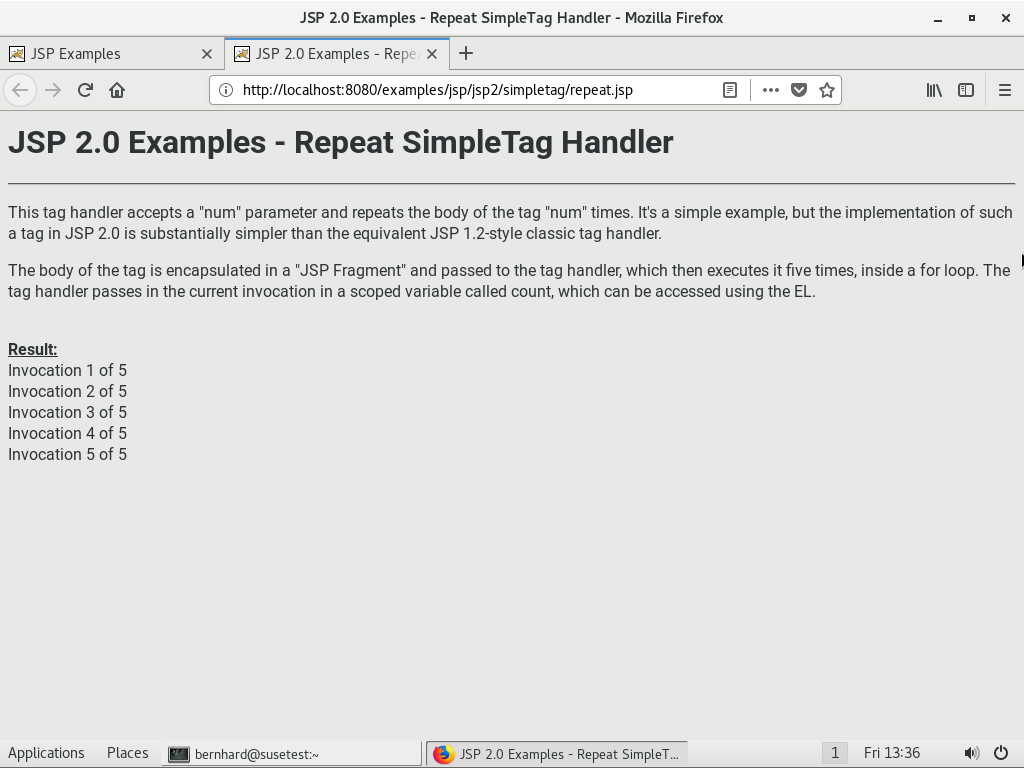 JSP 2.0 Examples - Repeat SimpleTag Handler - Mozilla Firefox
JSP Examples
JSP 2.0 Examples - Repe
http://localhost:8080/examples/jsp/jsp2/simpletag/repeat.jsp
JSP 2.0 Examples - Repeat SimpleTag Handler
This tag handler accepts a "num" parameter and repeats the body of the tag "num" times. It's a simple example, but the implementation of such
a tag in JSP 2.0 is substantially simpler than the equivalent JSP 1.2-style classic tag handler.
The body of the tag is encapsulated in a "JSP Fragment" and passed to the tag handler, which then executes it five times, inside a for loop. The
tag handler passes in the current invocation in a scoped variable called count, which can be accessed using the EL.
Result:
Invocation 1 of 5
Invocation 2 of 5
Invocation 3 of 5
Invocation 4 of 5
Invocation 5 of 5
Applications Places bernhard@susetest:~ JSP 2.0 Examples - Repeat SimpleT... 1 Fri 13:36